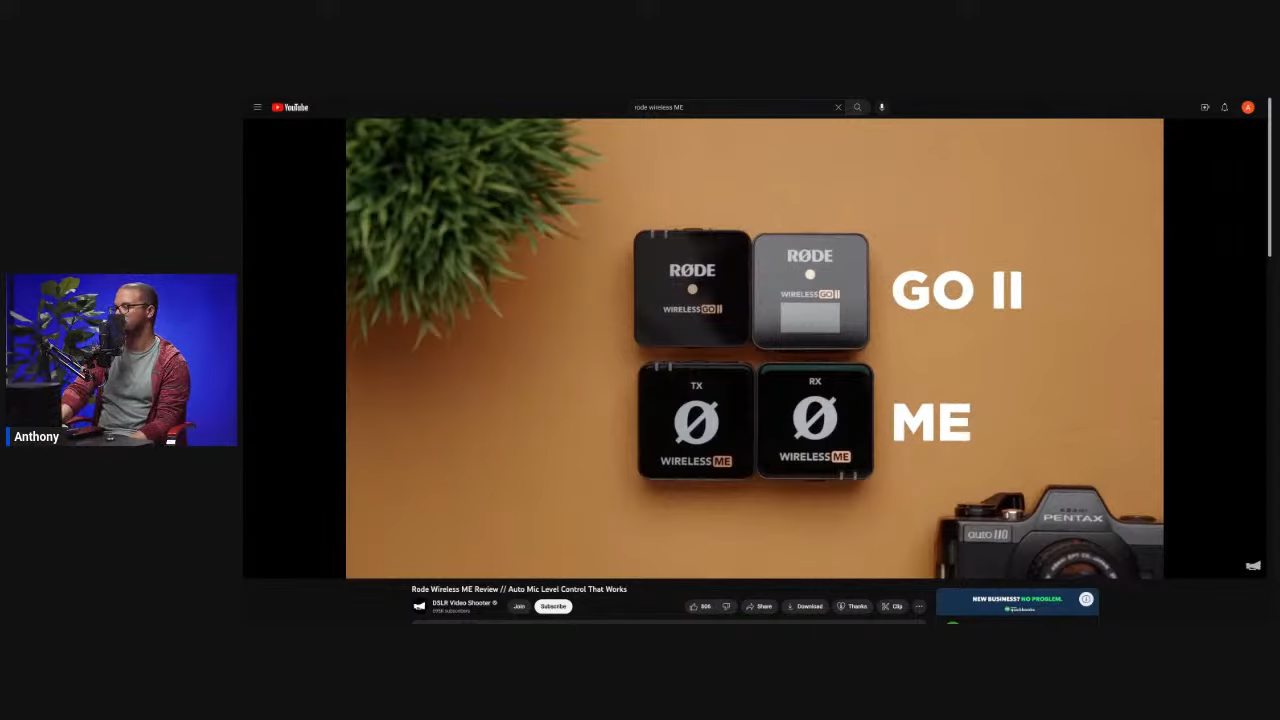 YouTube
rode wireless ME
A
RØDE
WIRELESS GO II
RØDE
WIRELESS GO II
GO II
TX
Ø
WIRELESS ME
RX
Ø
WIRELESS ME
ME
PENTAX
auto 110
Anthony
Rode Wireless ME Review // Auto Mic Level Control That Works
DSLR Video Shooter
Join
Subscribe
806
Share
Download
Thanks
Clip
NEW BUSINESS? NO PROBLEM.
quickbooks